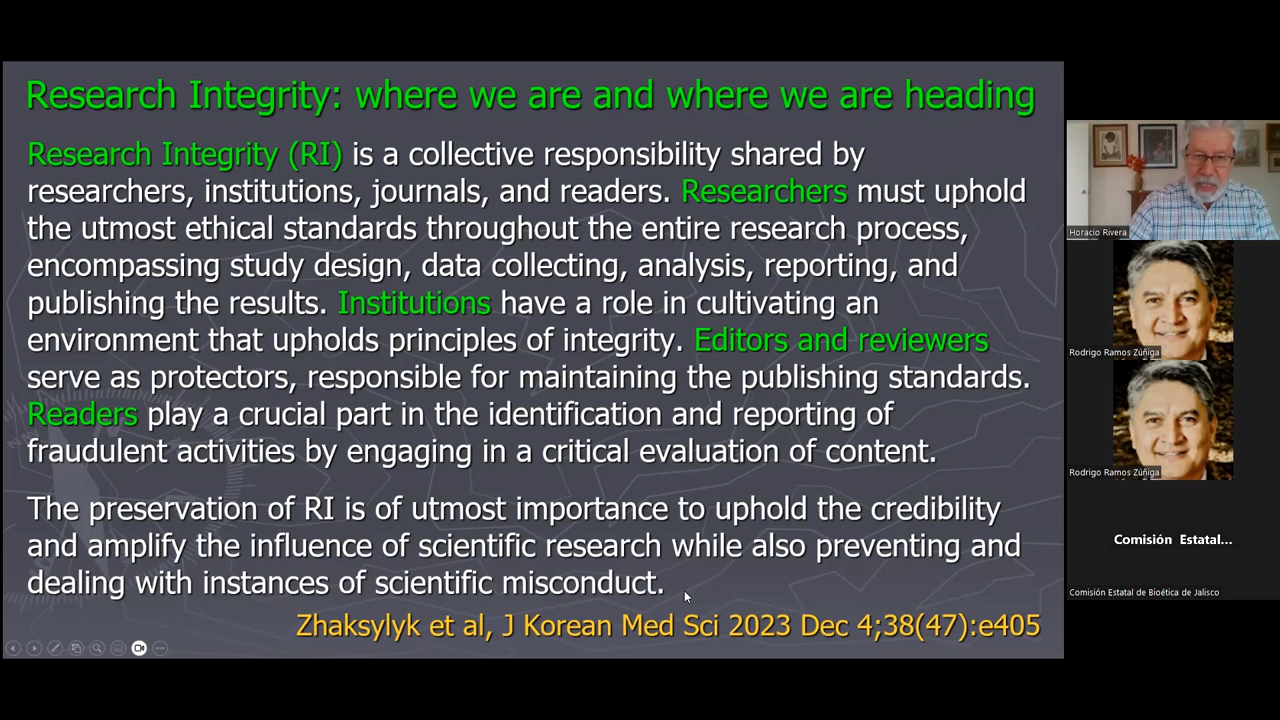 Research Integrity: where we are and where we are heading
Research Integrity (RI) is a collective responsibility shared by
researchers, institutions, journals, and readers. Researchers must uphold
the utmost ethical standards throughout the entire research process,
encompassing study design, data collecting, analysis, reporting, and
publishing the results. Institutions have a role in cultivating an
environment that upholds principles of integrity. Editors and reviewers
serve as protectors, responsible for maintaining the publishing standards.
Readers play a crucial part in the identification and reporting of
fraudulent activities by engaging in a critical evaluation of content.
The preservation of RI is of utmost importance to uphold the credibility
and amplify the influence of scientific research while also preventing and
dealing with instances of scientific misconduct.
Zhaksylyk et al, J Korean Med Sci 2023 Dec 4;38(47):e405
Horacio Rivera
Rodrigo Ramos Zúñiga
Rodrigo Ramos Zúñiga
Comisión Estatal...
Comisión Estatal de Bioética de Jalisco